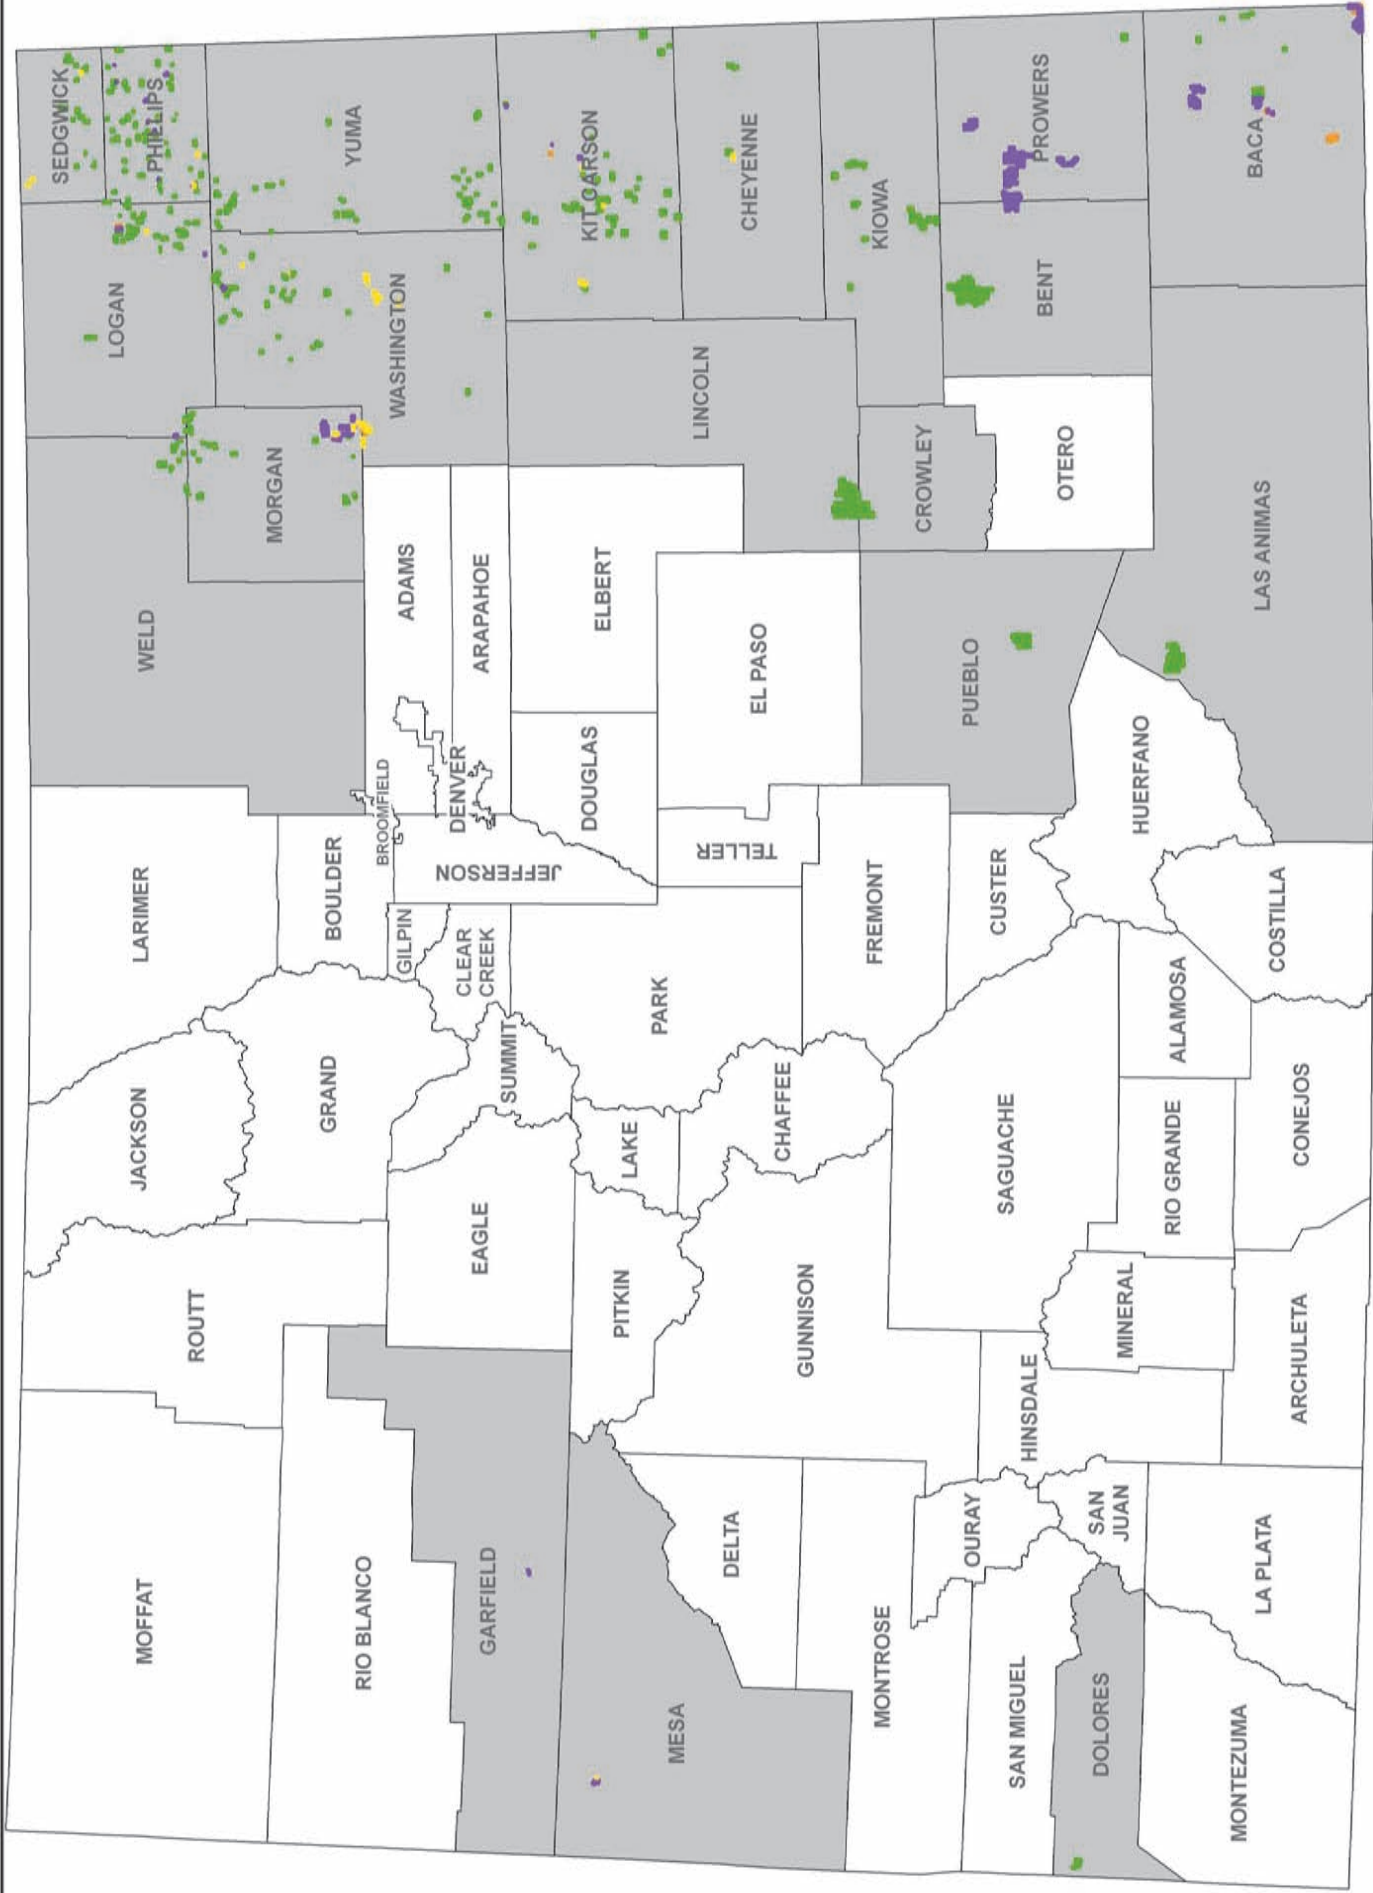 SEDGWICK
PHILLIPS
YUMA
KIT CARSON
CHEYENNE
KIOWA
PROWERS
BACA
LOGAN
WASHINGTON
LINCOLN
BENT
MORGAN
CROWLEY
OTERO
LAS ANIMAS
WELD
ADAMS
ARAPAHOE
ELBERT
EL PASO
PUEBLO
HUERFANO
LARIMER
BOULDER
BROOMFIELD
DENVER
JEFFERSON
DOUGLAS
TELLER
FREMONT
CUSTER
COSTILLA
GILPIN
CLEAR
CREEK
PARK
ALAMOSA
JACKSON
GRAND
SUMMIT
LAKE
CHAFFEE
SAGUACHE
RIO GRANDE
CONEJOS
ROUTT
EAGLE
PITKIN
GUNNISON
HINSDALE
MINERAL
ARCHULETA
MOFFAT
RIO BLANCO
GARFIELD
MESA
DELTA
MONTROSE
OURAY
SAN
JUAN
LA PLATA
SAN MIGUEL
DOLORES
MONTEZUMA